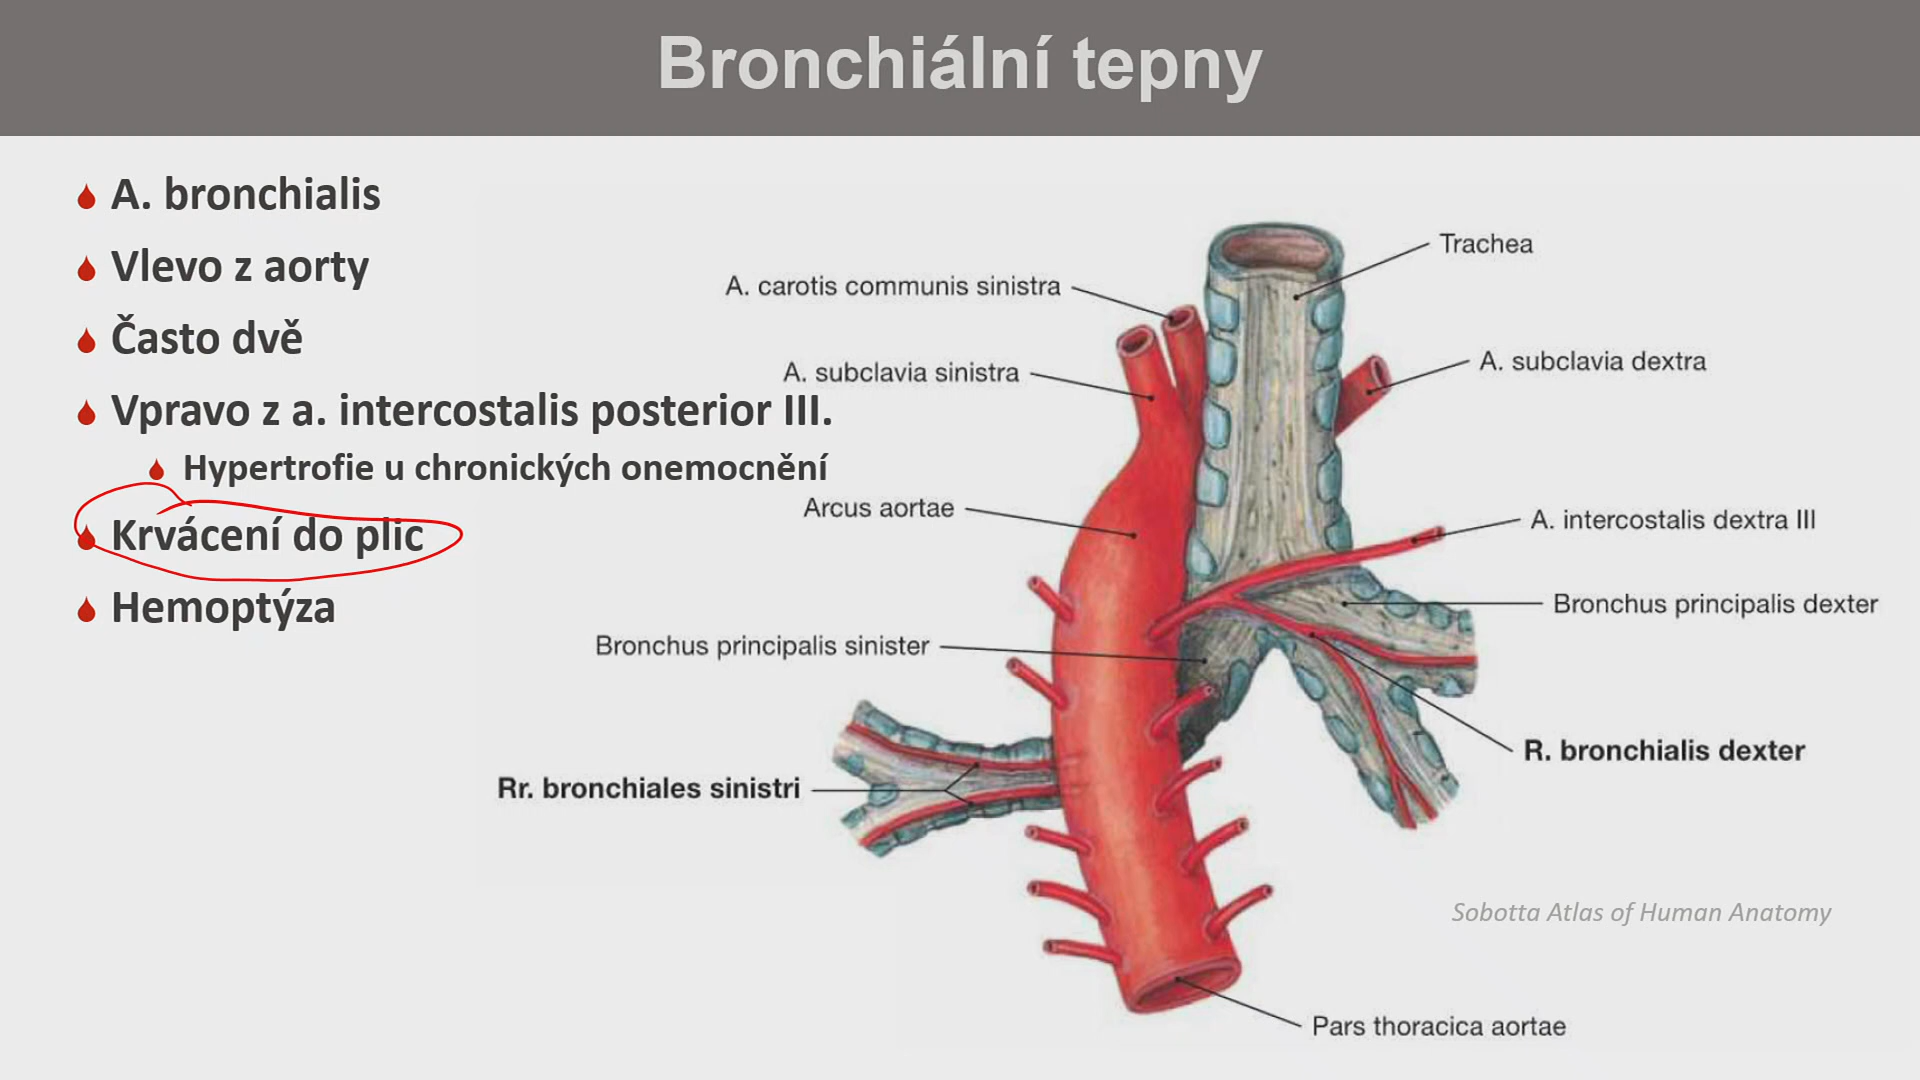 Bronchiální tepny
A. bronchialis
Vlevo z aorty
Často dvě
Vpravo z a. intercostalis posterior III.
Hypertrofie u chronických onemocnění
Krvácení do plic
Hemoptýza
Trachea
A. carotis communis sinistra
A. subclavia sinistra
A. subclavia dextra
Arcus aortae
A. intercostalis dextra III
Bronchus principalis dexter
Bronchus principalis sinister
R. bronchialis dexter
Rr. bronchiales sinistri
Sobotta Atlas of Human Anatomy
Pars thoracica aortae